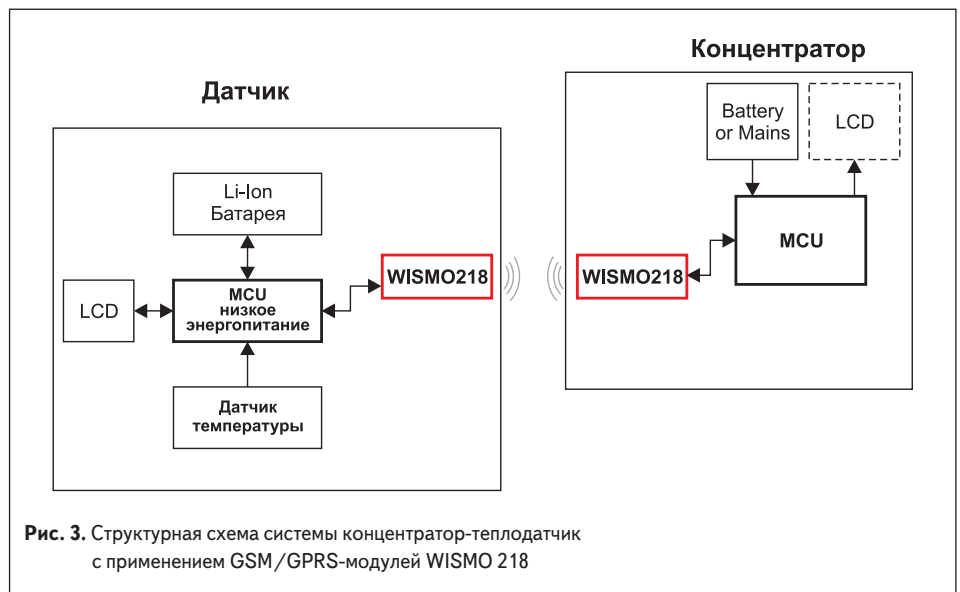 Концентратор
Датчик
Battery
or Mains
LCD
Li-Ion
Батарея
MCU
WISMO218
WISMO218
LCD
MCU
низкое
энергопитание
Датчик
температуры
Рис. 3. Структурная схема системы концентратор-теплодатчик
с применением GSM/GPRS-модулей WISMO 218